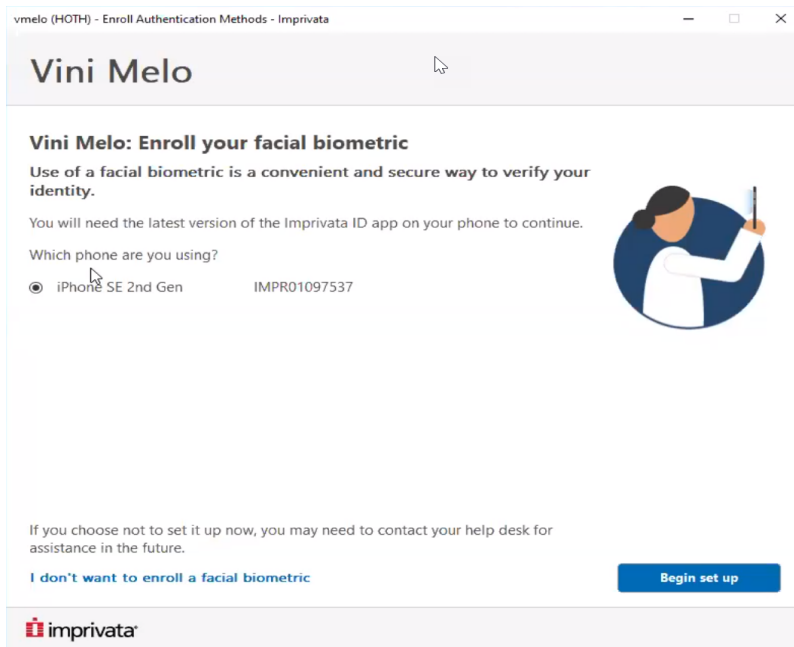 vmelo (HOTH) - Enroll Authentication Methods - Imprivata
Vini Melo
Vini Melo: Enroll your facial biometric
Use of a facial biometric is a convenient and secure way to verify your
identity.
You will need the latest version of the Imprivata ID app on your phone to continue.
Which phone are you using?
iPhone SE 2nd Gen IMPR01097537
If you choose not to set it up now, you may need to contact your help desk for
assistance in the future.
I don't want to enroll a facial biometric
Begin set up
imprivata